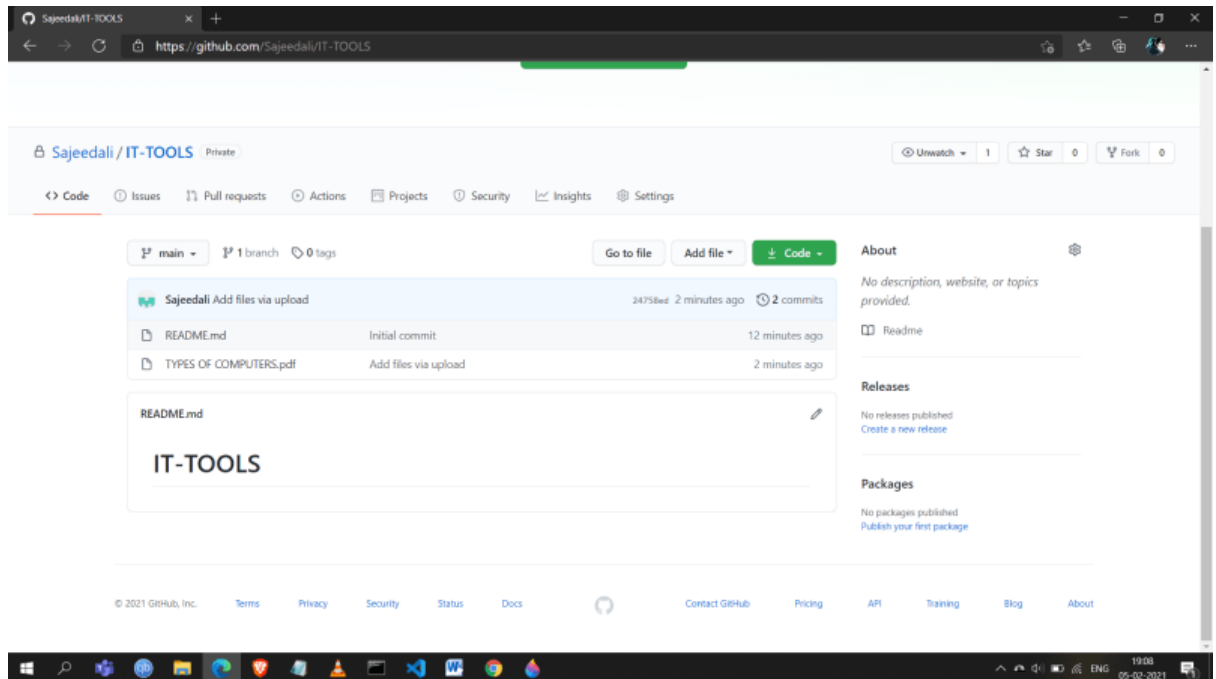 Sajeedali/IT-TOOLS
https://github.com/Sajeedali/IT-TOOLS
Sajeedali / IT-TOOLS Private
Unwatch 1 Star 0 Fork 0
Code Issues Pull requests Actions Projects Security Insights Settings
main 1 branch 0 tags Go to file Add file Code
Sajeedali Add files via upload 24758ed 2 minutes ago 2 commits
README.md Initial commit 12 minutes ago
TYPES OF COMPUTERS.pdf Add files via upload 2 minutes ago
README.md
IT-TOOLS
About
No description, website, or topics
provided.
Readme
Releases
No releases published
Create a new release
Packages
No packages published
Publish your first package
© 2021 GitHub, Inc. Terms Privacy Security Status Docs Contact GitHub Pricing API Training Blog About
ENG 19:08
05-02-2021